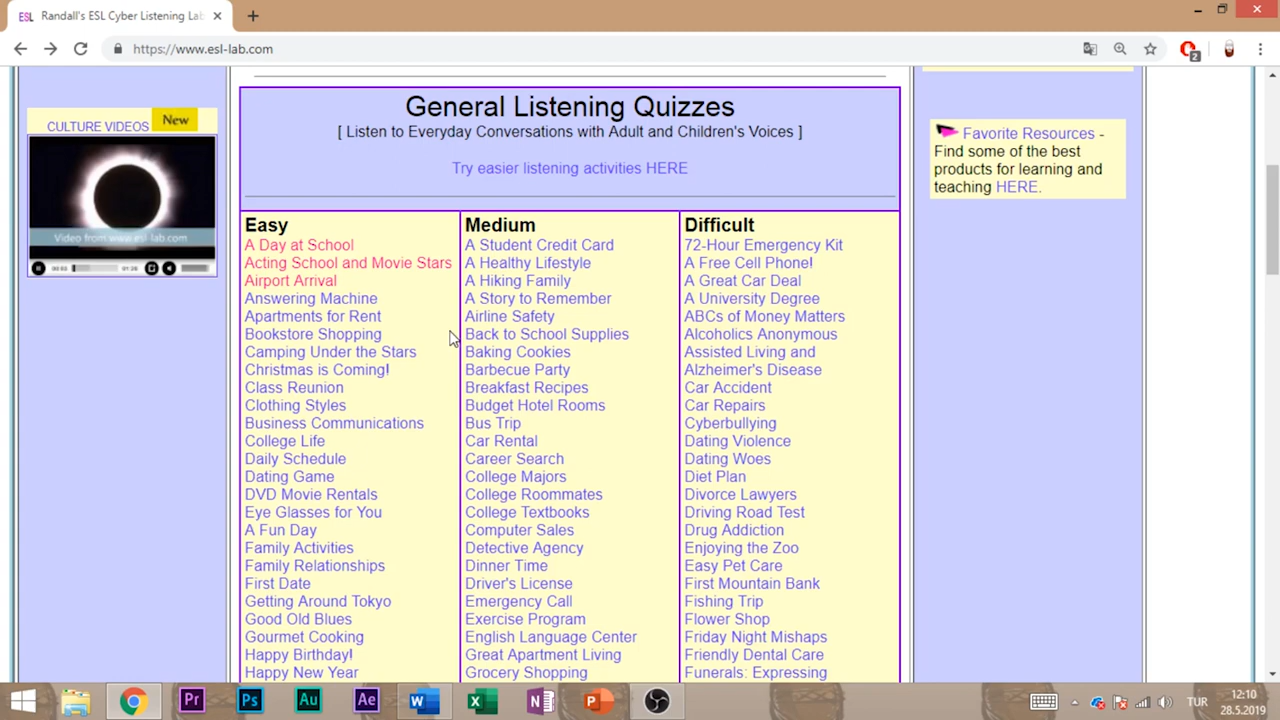 ESL Randall's ESL Cyber Listening Lab
https://www.esl-lab.com
2
CULTURE VIDEOS New
Video from www.esl-lab.com
General Listening Quizzes
[ Listen to Everyday Conversations with Adult and Children's Voices ]
Try easier listening activities HERE
Favorite Resources -
Find some of the best
products for learning and
teaching HERE.
Easy
A Day at School
Acting School and Movie Stars
Airport Arrival
Answering Machine
Apartments for Rent
Bookstore Shopping
Camping Under the Stars
Christmas is Coming!
Class Reunion
Clothing Styles
Business Communications
College Life
Daily Schedule
Dating Game
DVD Movie Rentals
Eye Glasses for You
A Fun Day
Family Activities
Family Relationships
First Date
Getting Around Tokyo
Good Old Blues
Gourmet Cooking
Happy Birthday!
Happy New Year
Medium
A Student Credit Card
A Healthy Lifestyle
A Hiking Family
A Story to Remember
Airline Safety
Back to School Supplies
Baking Cookies
Barbecue Party
Breakfast Recipes
Budget Hotel Rooms
Bus Trip
Car Rental
Career Search
College Majors
College Roommates
College Textbooks
Computer Sales
Detective Agency
Dinner Time
Driver's License
Emergency Call
Exercise Program
English Language Center
Great Apartment Living
Grocery Shopping
Difficult
72-Hour Emergency Kit
A Free Cell Phone!
A Great Car Deal
A University Degree
ABCs of Money Matters
Alcoholics Anonymous
Assisted Living and
Alzheimer's Disease
Car Accident
Car Repairs
Cyberbullying
Dating Violence
Dating Woes
Diet Plan
Divorce Lawyers
Driving Road Test
Drug Addiction
Enjoying the Zoo
Easy Pet Care
First Mountain Bank
Fishing Trip
Flower Shop
Friday Night Mishaps
Friendly Dental Care
Funerals: Expressing
Pr Ps Au Ae
TUR
12:10
28.5.2019